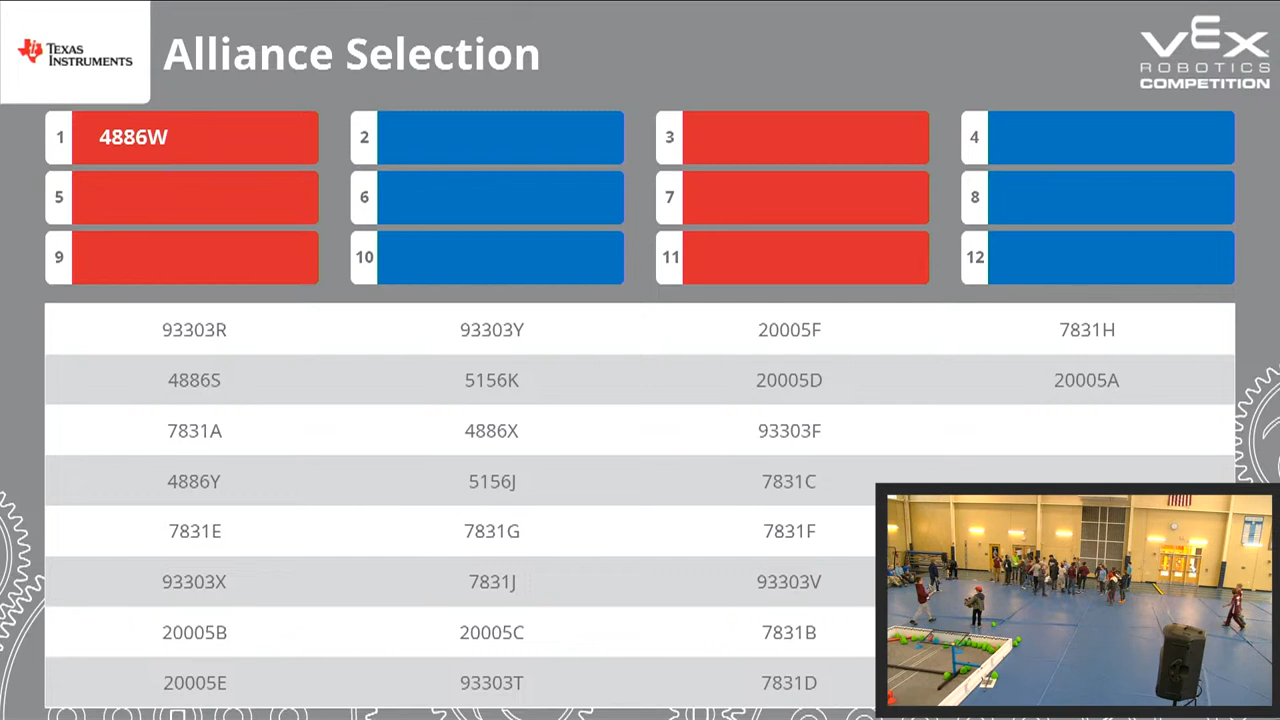 TEXAS INSTRUMENTS
Alliance Selection
VEX ROBOTICS COMPETITION
1 4886W 2 3 4
5 6 7 8
9 10 11 12
93303R 93303Y 20005F 7831H
4886S 5156K 20005D 20005A
7831A 4886X 93303F
4886Y 5156J 7831C
7831E 7831G 7831F
93303X 7831J 93303V
20005B 20005C 7831B
20005E 93303T 7831D